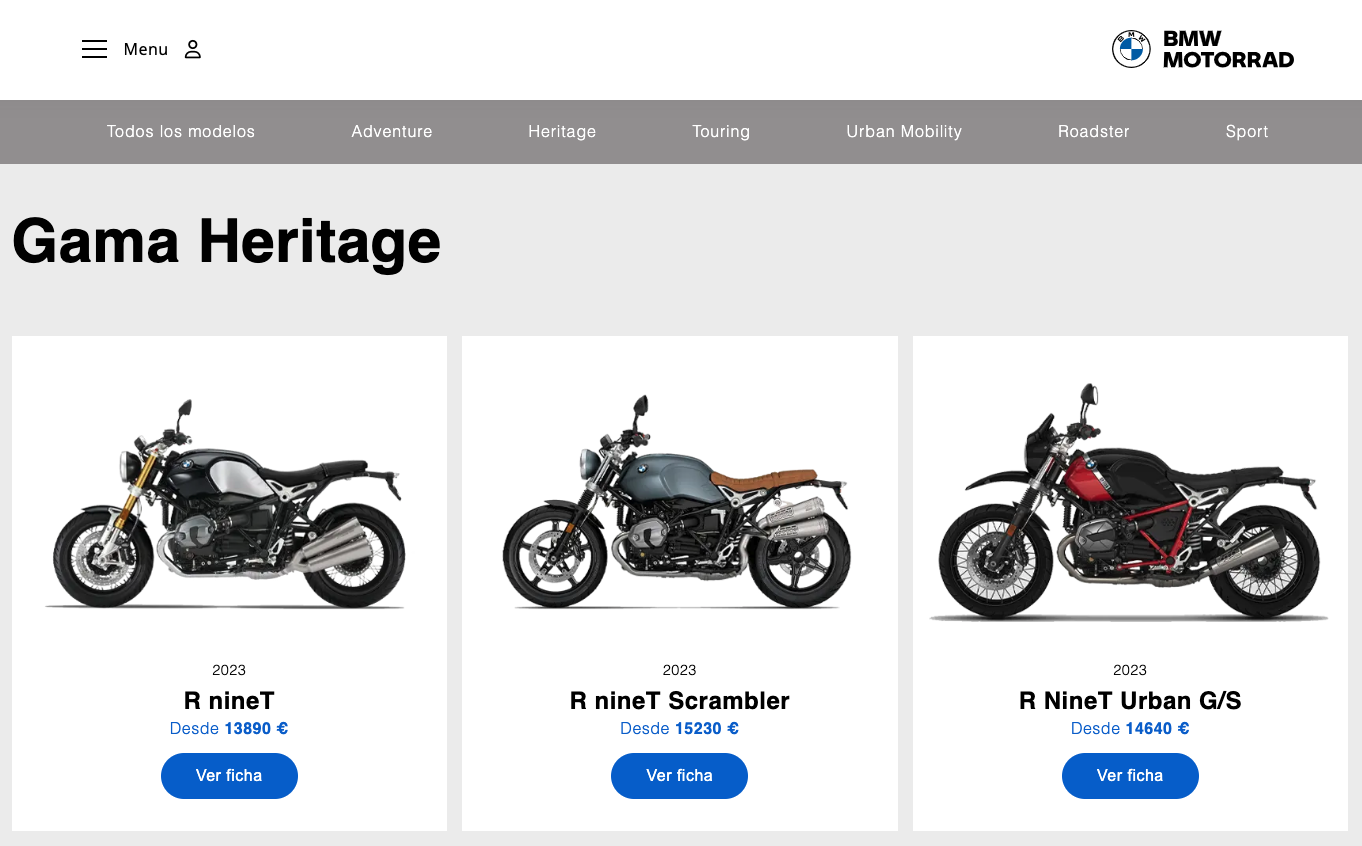 Menu
BMW
MOTORRAD
Todos los modelos
Adventure
Heritage
Touring
Urban Mobility
Roadster
Sport
Gama Heritage
2023
R nineT
Desde 13890 €
Ver ficha
2023
R nineT Scrambler
Desde 15230 €
Ver ficha
2023
R NineT Urban G/S
Desde 14640 €
Ver ficha